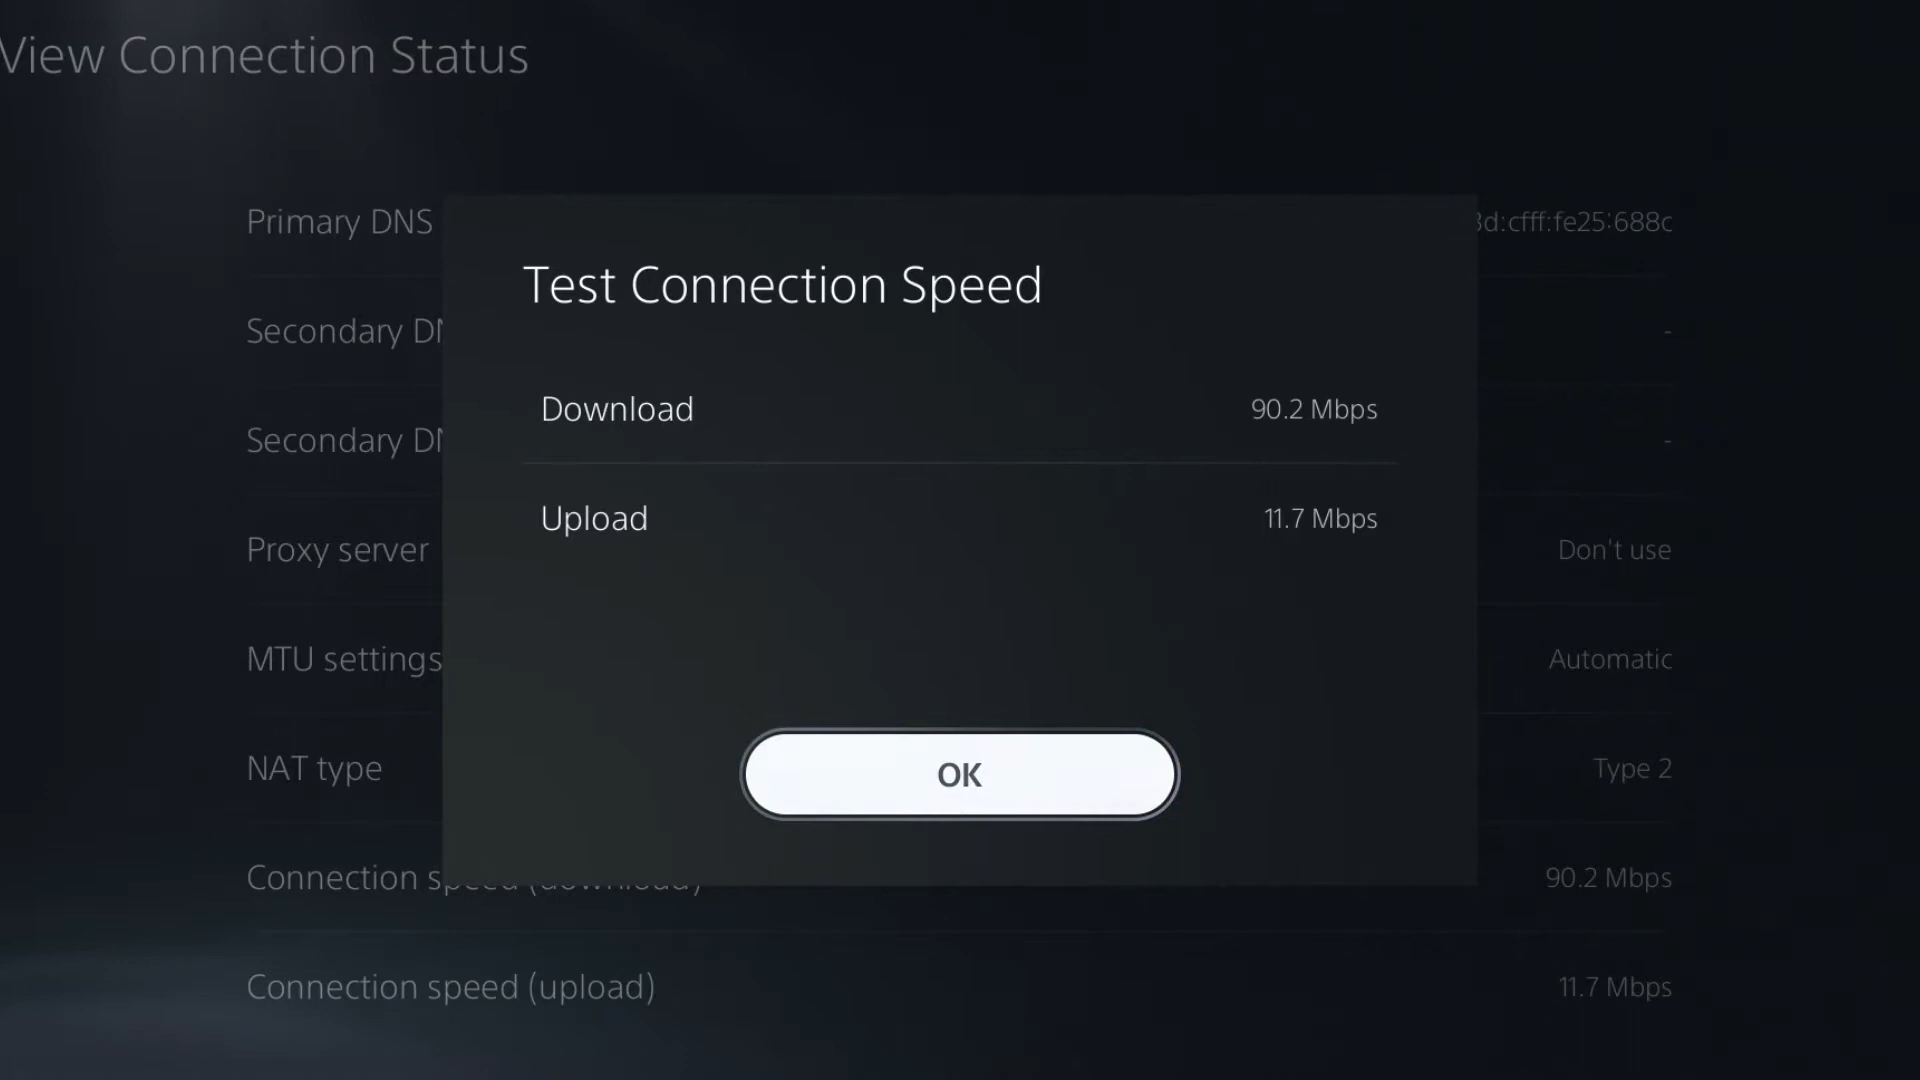 View Connection Status
Primary DNS
d:cfff:fe25:688c
Test Connection Speed
Secondary
-
Download 90.2 Mbps
Secondary
-
Upload 11.7 Mbps
Proxy server Don't use
MTU settings Automatic
NAT type Type 2
OK
Connection speed (download) 90.2 Mbps
Connection speed (upload) 11.7 Mbps